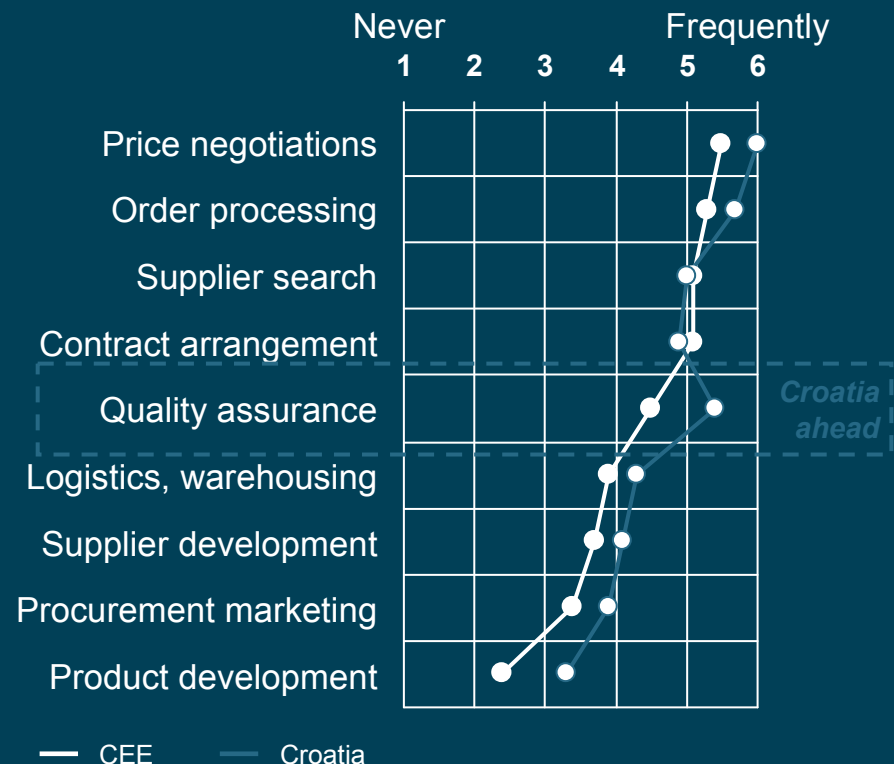 Never Frequently
1 2 3 4 5 6
Price negotiations
Order processing
Supplier search
Contract arrangement
Quality assurance
Croatia
ahead
Logistics, warehousing
Supplier development
Procurement marketing
Product development
CEE Croatia